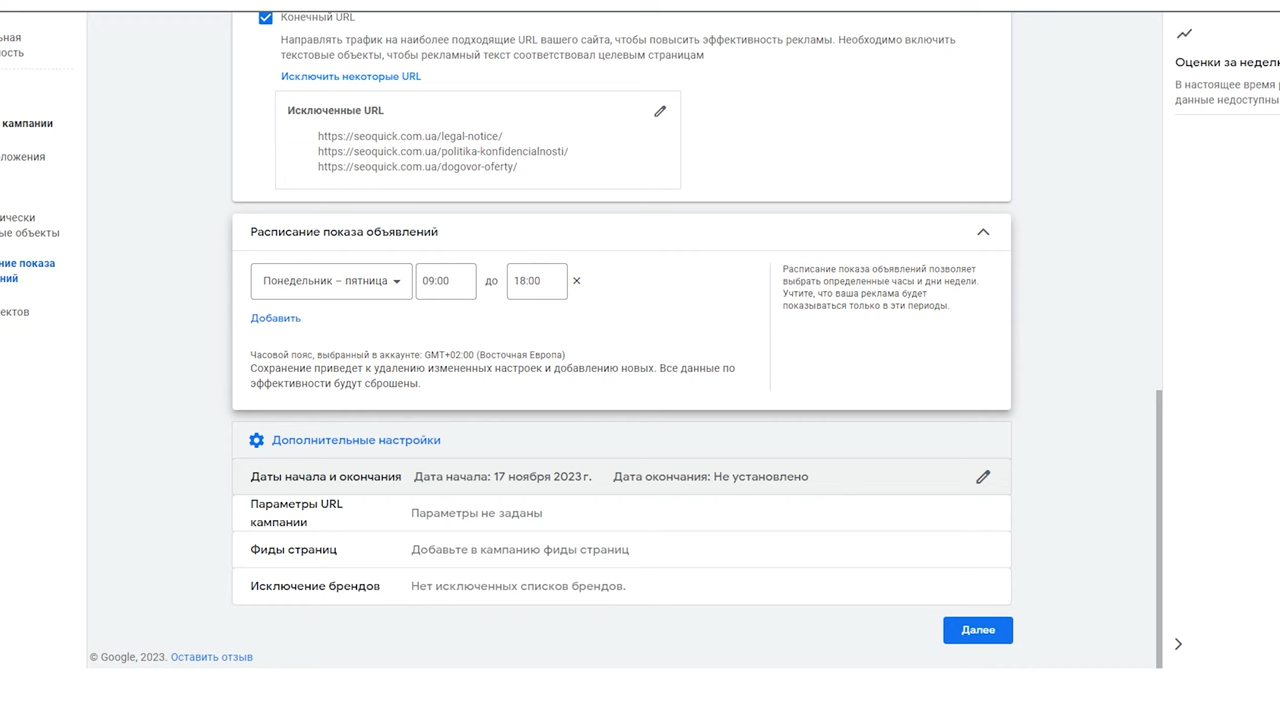 ьная
ость
кампании
ложения
ически
ые объекты
ние показа
ний
ектов
Конечный URL
Направлять трафик на наиболее подходящие URL вашего сайта, чтобы повысить эффективность рекламы. Необходимо включить
текстовые объекты, чтобы рекламный текст соответствовал целевым страницам
Исключить некоторые URL
Исключенные URL
https://seoquick.com.ua/legal-notice/
https://seoquick.com.ua/politika-konfidencialnosti/
https://seoquick.com.ua/dogovor-oferty/
Расписание показа объявлений
Понедельник – пятница 09:00 до 18:00 ×
Добавить
Часовой пояс, выбранный в аккаунте: GMT+02:00 (Восточная Европа)
Сохранение приведет к удалению измененных настроек и добавлению новых. Все данные по
эффективности будут сброшены.
Расписание показа объявлений позволяет
выбрать определенные часы и дни недели.
Учтите, что ваша реклама будет
показываться только в эти периоды.
Дополнительные настройки
Даты начала и окончания Дата начала: 17 ноября 2023 г. Дата окончания: Не установлено
Параметры URL
кампании
Параметры не заданы
Фиды страниц Добавьте в кампанию фиды страниц
Исключение брендов Нет исключенных списков брендов.
Далее
© Google, 2023. Оставить отзыв
Оценки за недел
В настоящее время
данные недоступны